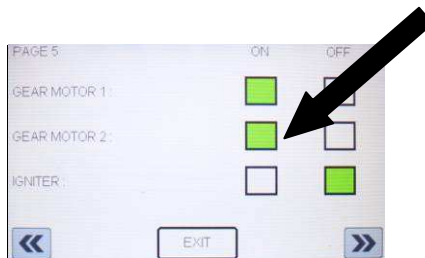 PAGE 5 ON OFF
GEAR MOTOR 1 :
GEAR MOTOR 2 :
IGNITER :
EXIT